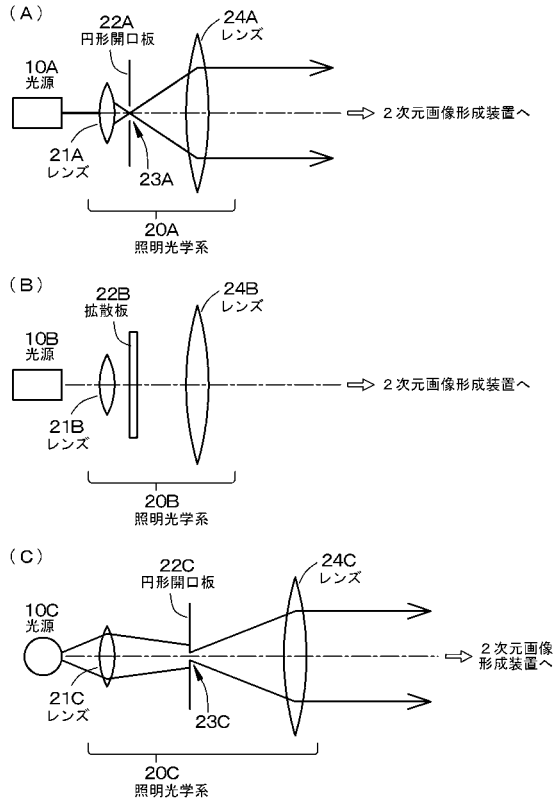 (A)
24A
レンズ
22A
円形開口板
10A
光源
21A
レンズ
23A
２次元画像形成装置へ
20A
照明光学系
(B)
24B
レンズ
22B
拡散板
10B
光源
21B
レンズ
２次元画像形成装置へ
20B
照明光学系
(C)
24C
レンズ
22C
円形開口板
10C
光源
21C
レンズ
23C
２次元画像
形成装置へ
20C
照明光学系